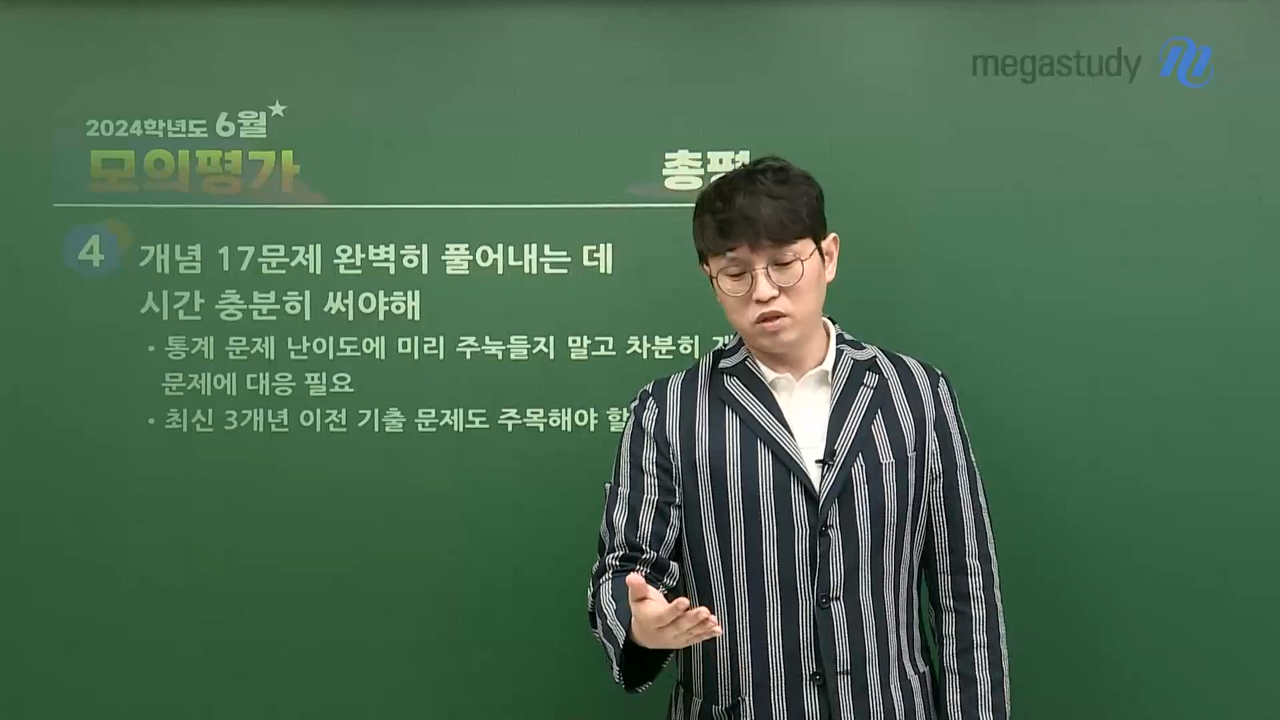 megastudy
2024학년도 6월
모의평가
총평
4
개념 17문제 완벽히 풀어내는 데
시간 충분히 써야해
· 통계 문제 난이도에 미리 주눅들지 말고 차분히
문제에 대응 필요
· 최신 3개년 이전 기출 문제도 주목해야 할